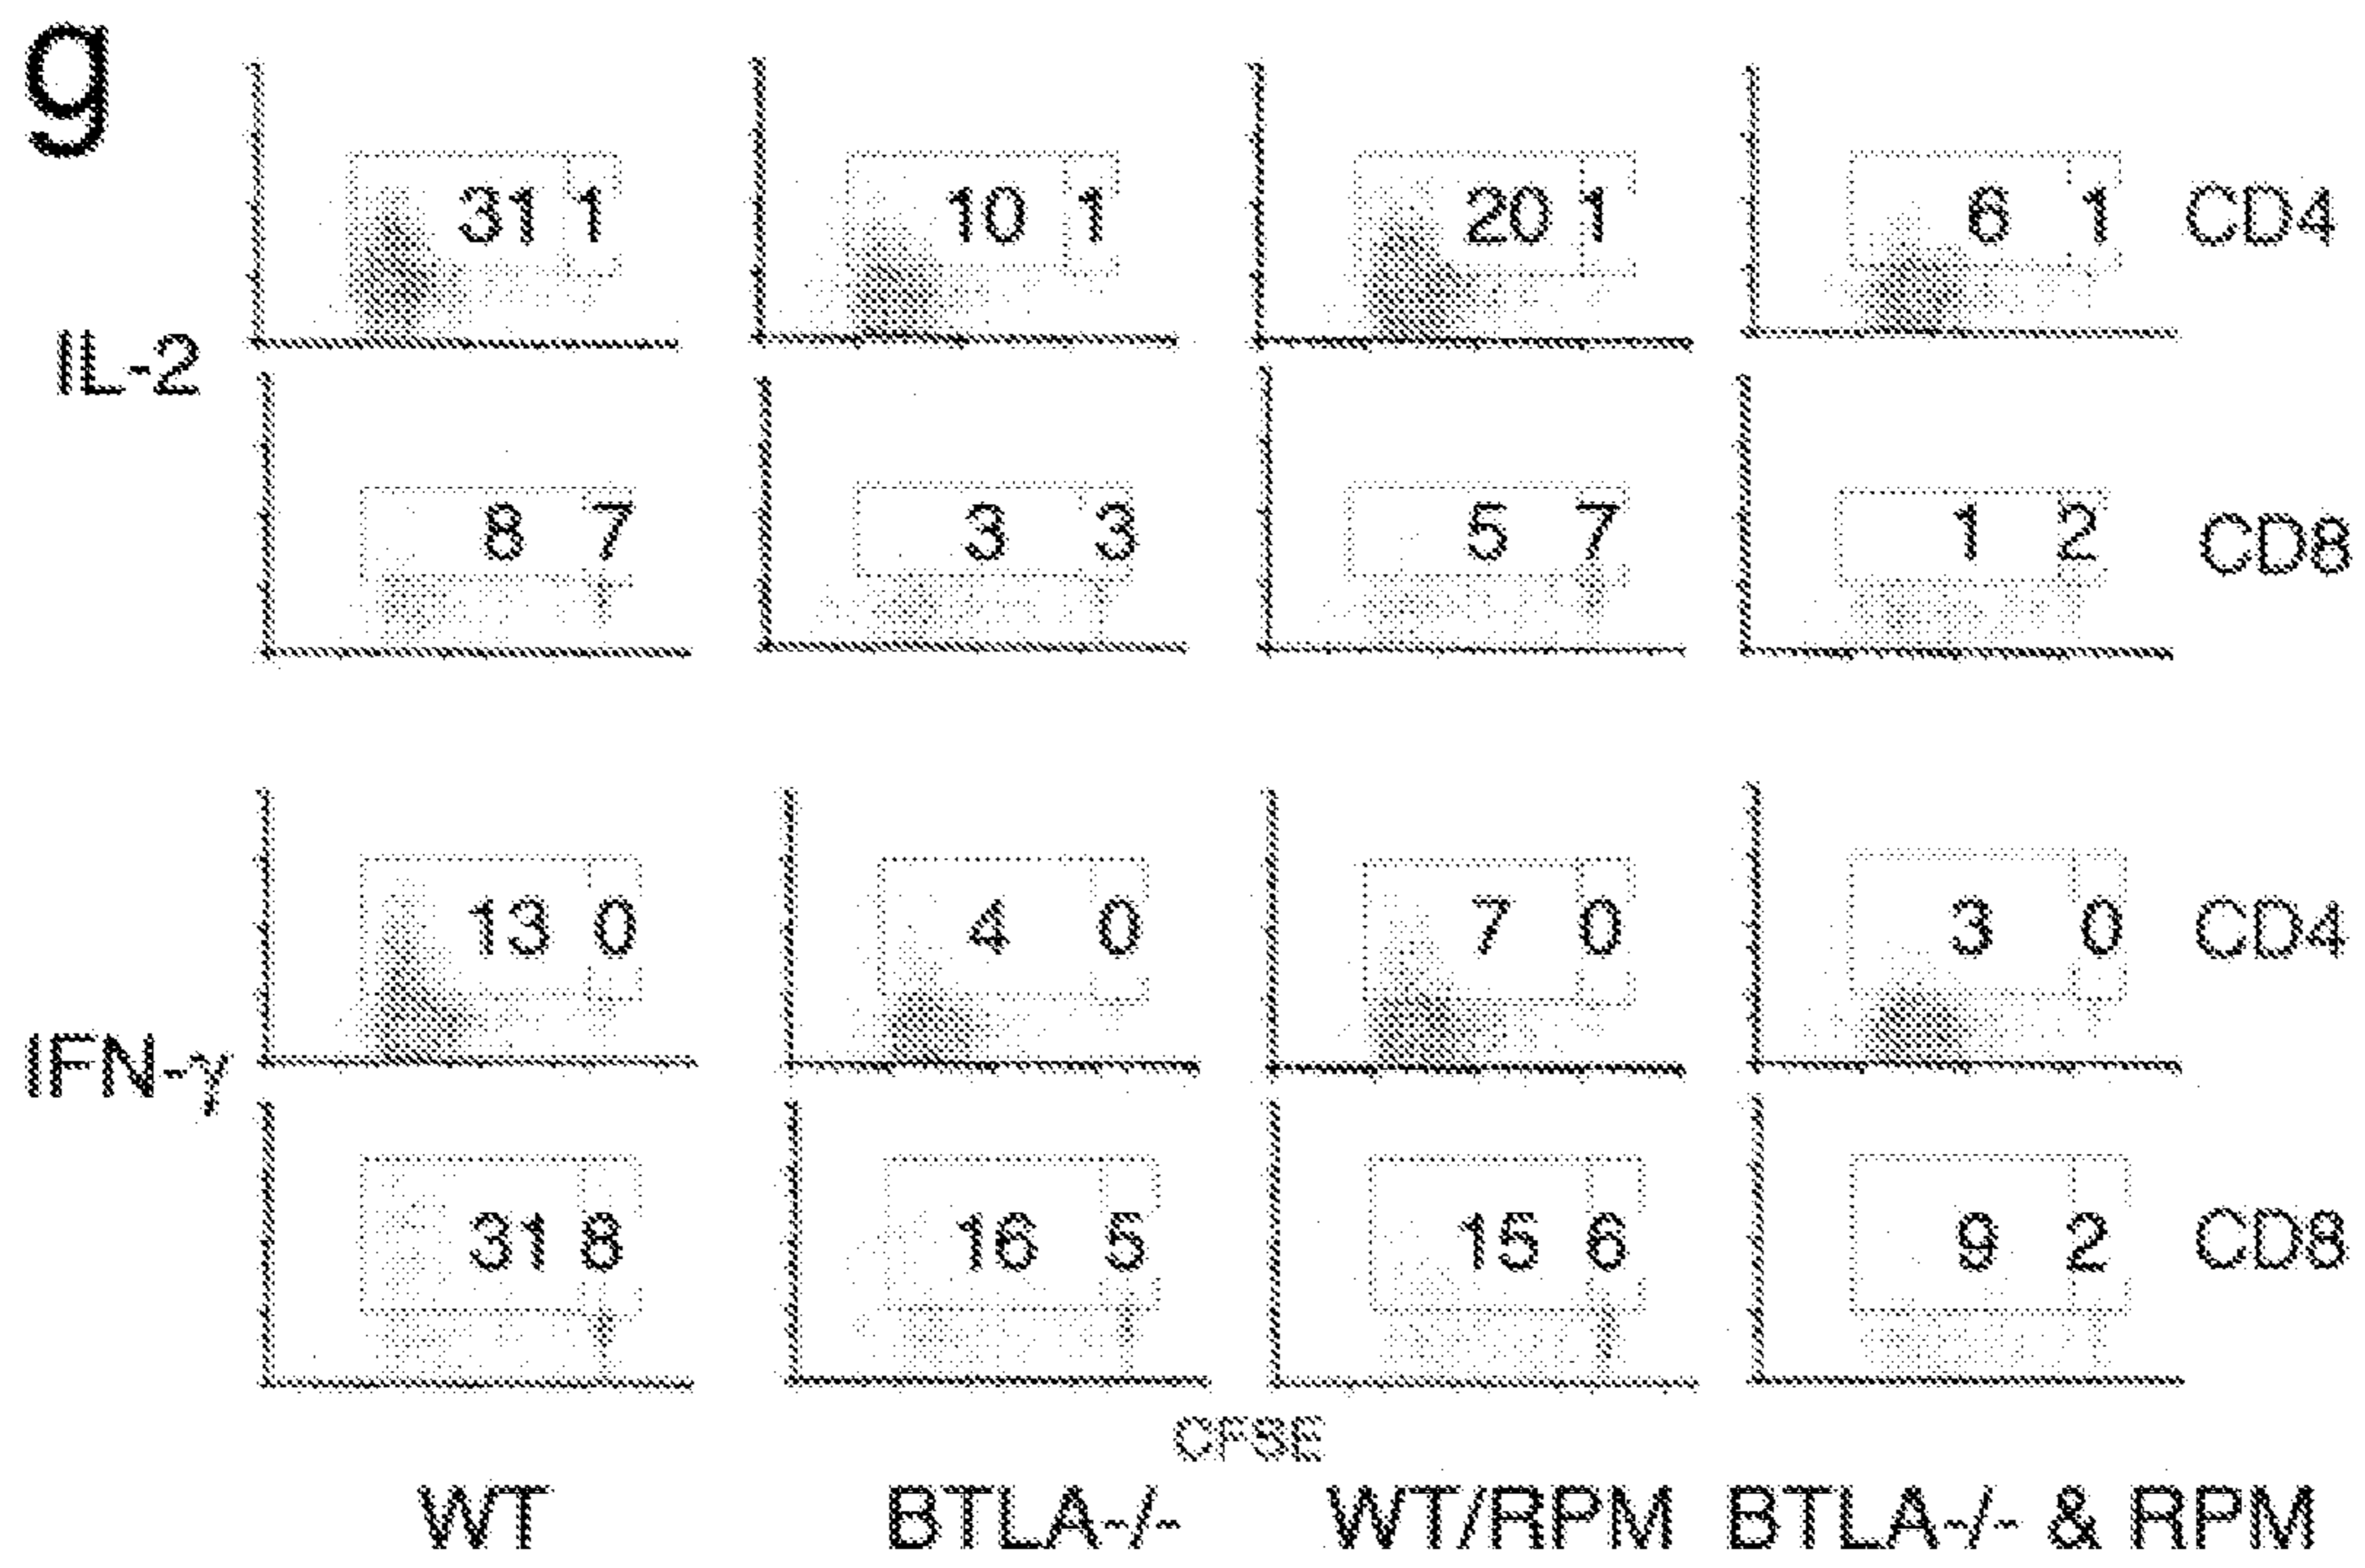 g
31 1 10 1 20 1 6 1 CD4
IL-2
8 7 3 3 5 7 1 2 CD8
13 0 4 0 7 0 3 0 CD4
IFN-γ
31 8 16 5 15 6 9 2 CD8
CFSE
WT BTLA-/- WT/RPM BTLA-/- & RPM